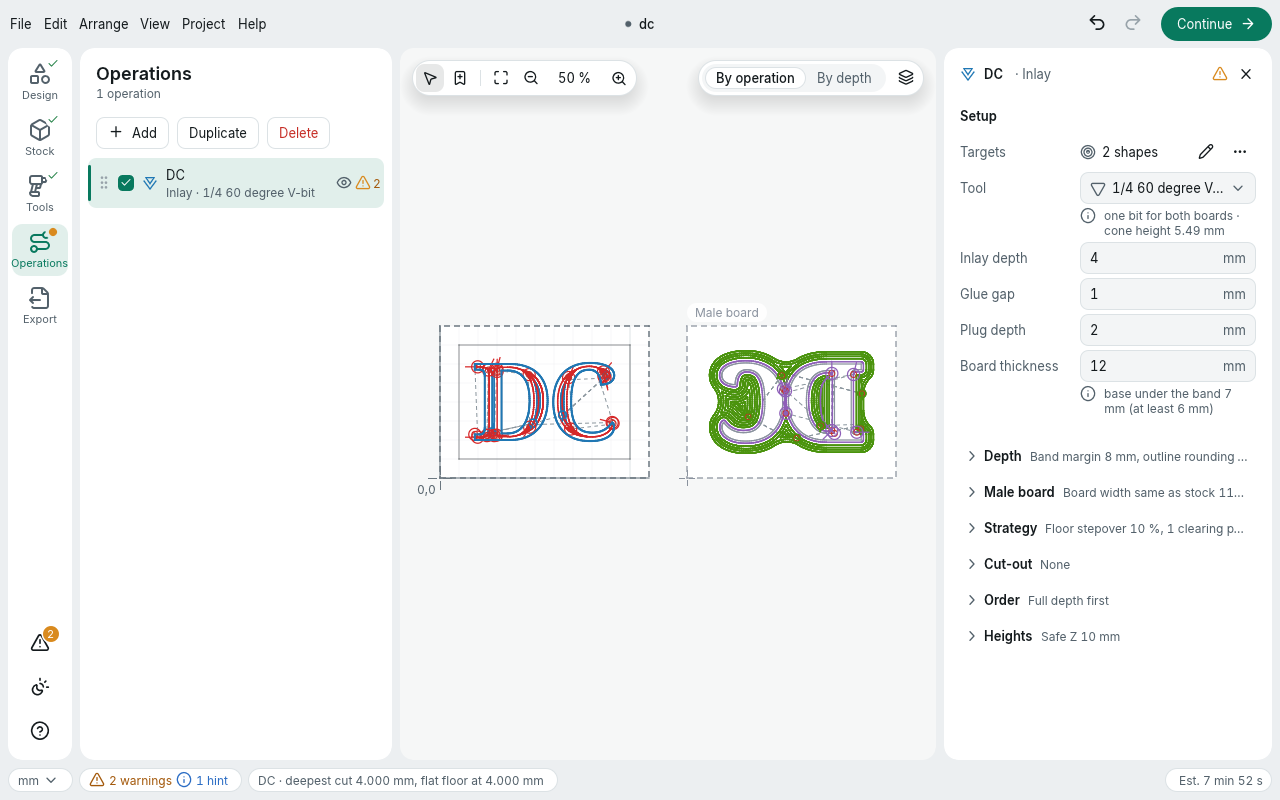 File Edit Arrange View Project Help
dc
Continue
Design
Stock
Tools
Operations
Export
2
Operations
1 operation
Add
Duplicate
Delete
DC
Inlay · 1/4 60 degree V-bit
2
50 %
By operation
By depth
DC
0,0
Male board
DC
DC · Inlay
Setup
Targets
2 shapes
Tool
1/4 60 degree V...
one bit for both boards ·
cone height 5.49 mm
Inlay depth
4 mm
Glue gap
1 mm
Plug depth
2 mm
Board thickness
12 mm
base under the band 7
mm (at least 6 mm)
Depth Band margin 8 mm, outline rounding ...
Male board Board width same as stock 11...
Strategy Floor stepover 10 %, 1 clearing p...
Cut-out None
Order Full depth first
Heights Safe Z 10 mm
mm
2 warnings
1 hint
DC · deepest cut 4.000 mm, flat floor at 4.000 mm
Est. 7 min 52 s